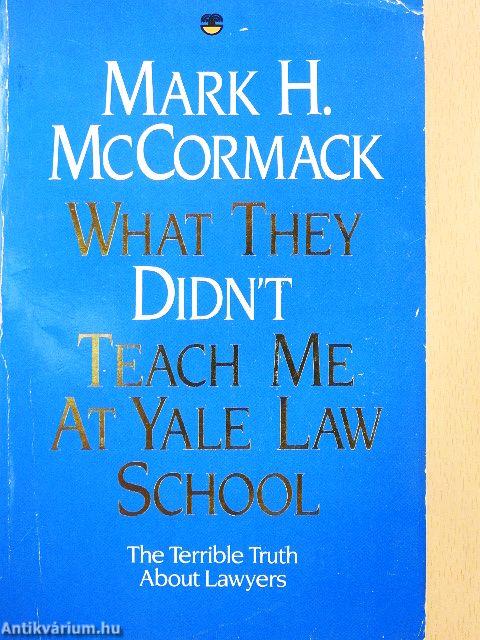 MARK H.
MCCORMACK
WHAT THEY
DIDN'T
TEACH ME
AT YALE LAW
SCHOOL
The Terrible Truth
About Lawyers
Antikvárium.hu